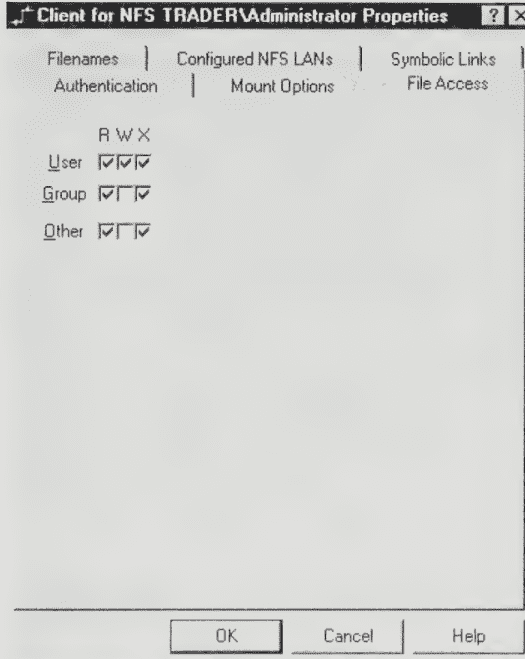 Client for NFS TRADER\Administrator Properties ? X
Filenames Configured NFS LANs Symbolic Links
Authentication Mount Options File Access
R W X
User
Group
Other
OK Cancel Help